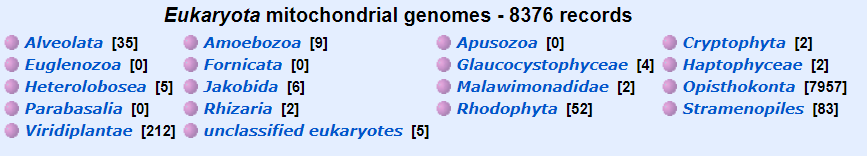 Eukaryota mitochondrial genomes - 8376 records
Alveolata [35] Amoebozoa [9] Apusozoa [0] Cryptophyta [2]
Euglenozoa [0] Fornicata [0] Glaucocystophyceae [4] Haptophyceae [2]
Heterolobosea [5] Jakobida [6] Malawimonadidae [2] Opisthokonta [7957]
Parabasalia [0] Rhizaria [2] Rhodophyta [52] Stramenopiles [83]
Viridiplantae [212] unclassified eukaryotes [5]